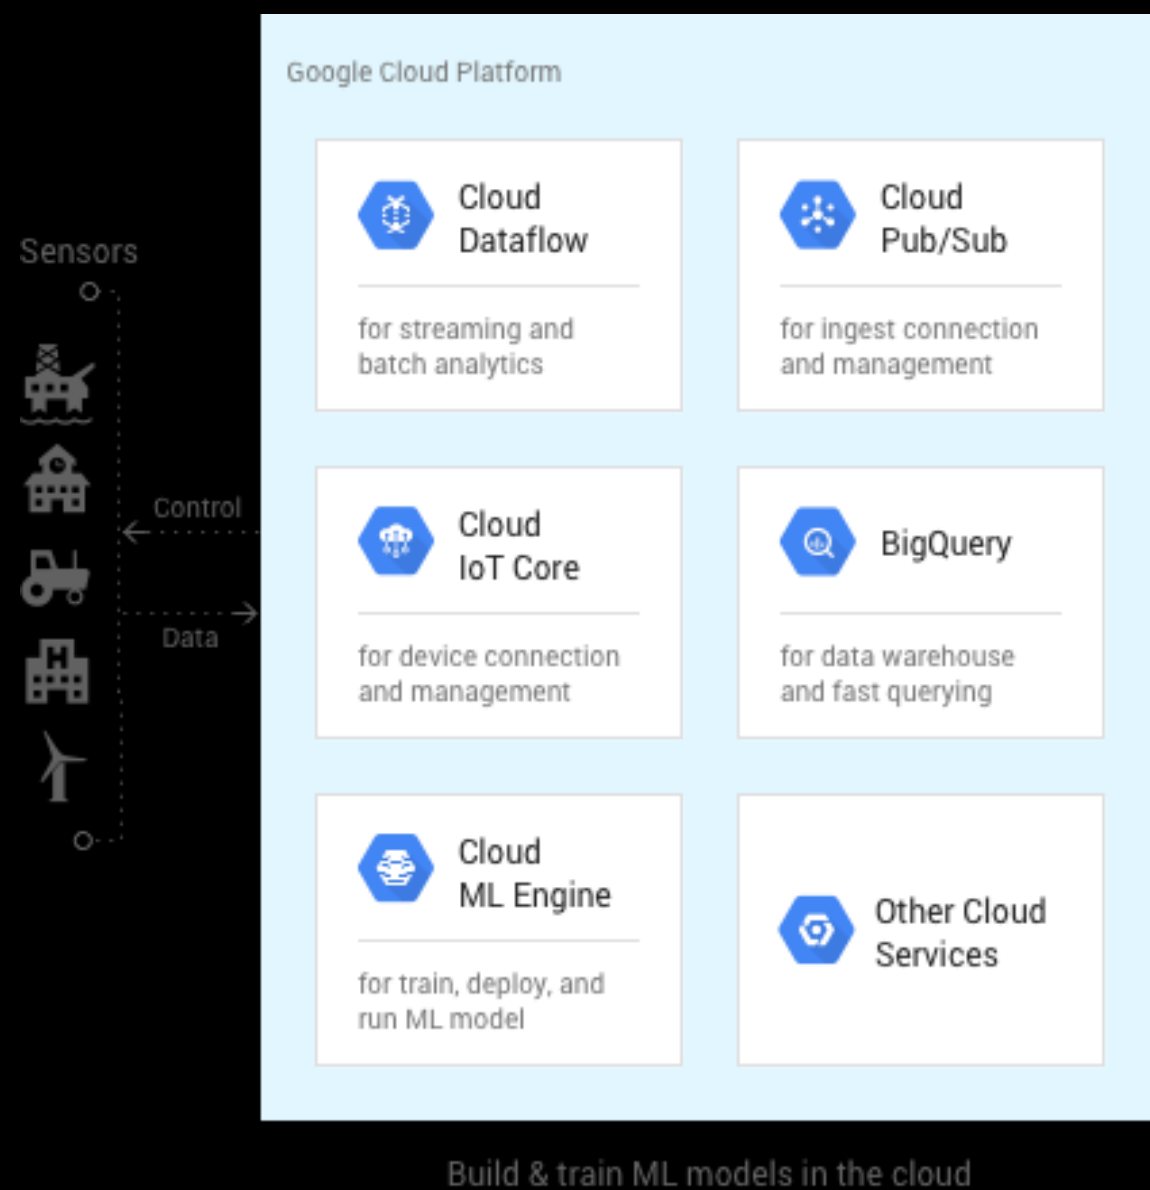 Google Cloud Platform
Sensors
Control
Data
Cloud
Dataflow
for streaming and
batch analytics
Cloud
Pub/Sub
for ingest connection
and management
Cloud
IoT Core
for device connection
and management
BigQuery
for data warehouse
and fast querying
Cloud
ML Engine
for train, deploy, and
run ML model
Other Cloud
Services
Build & train ML models in the cloud